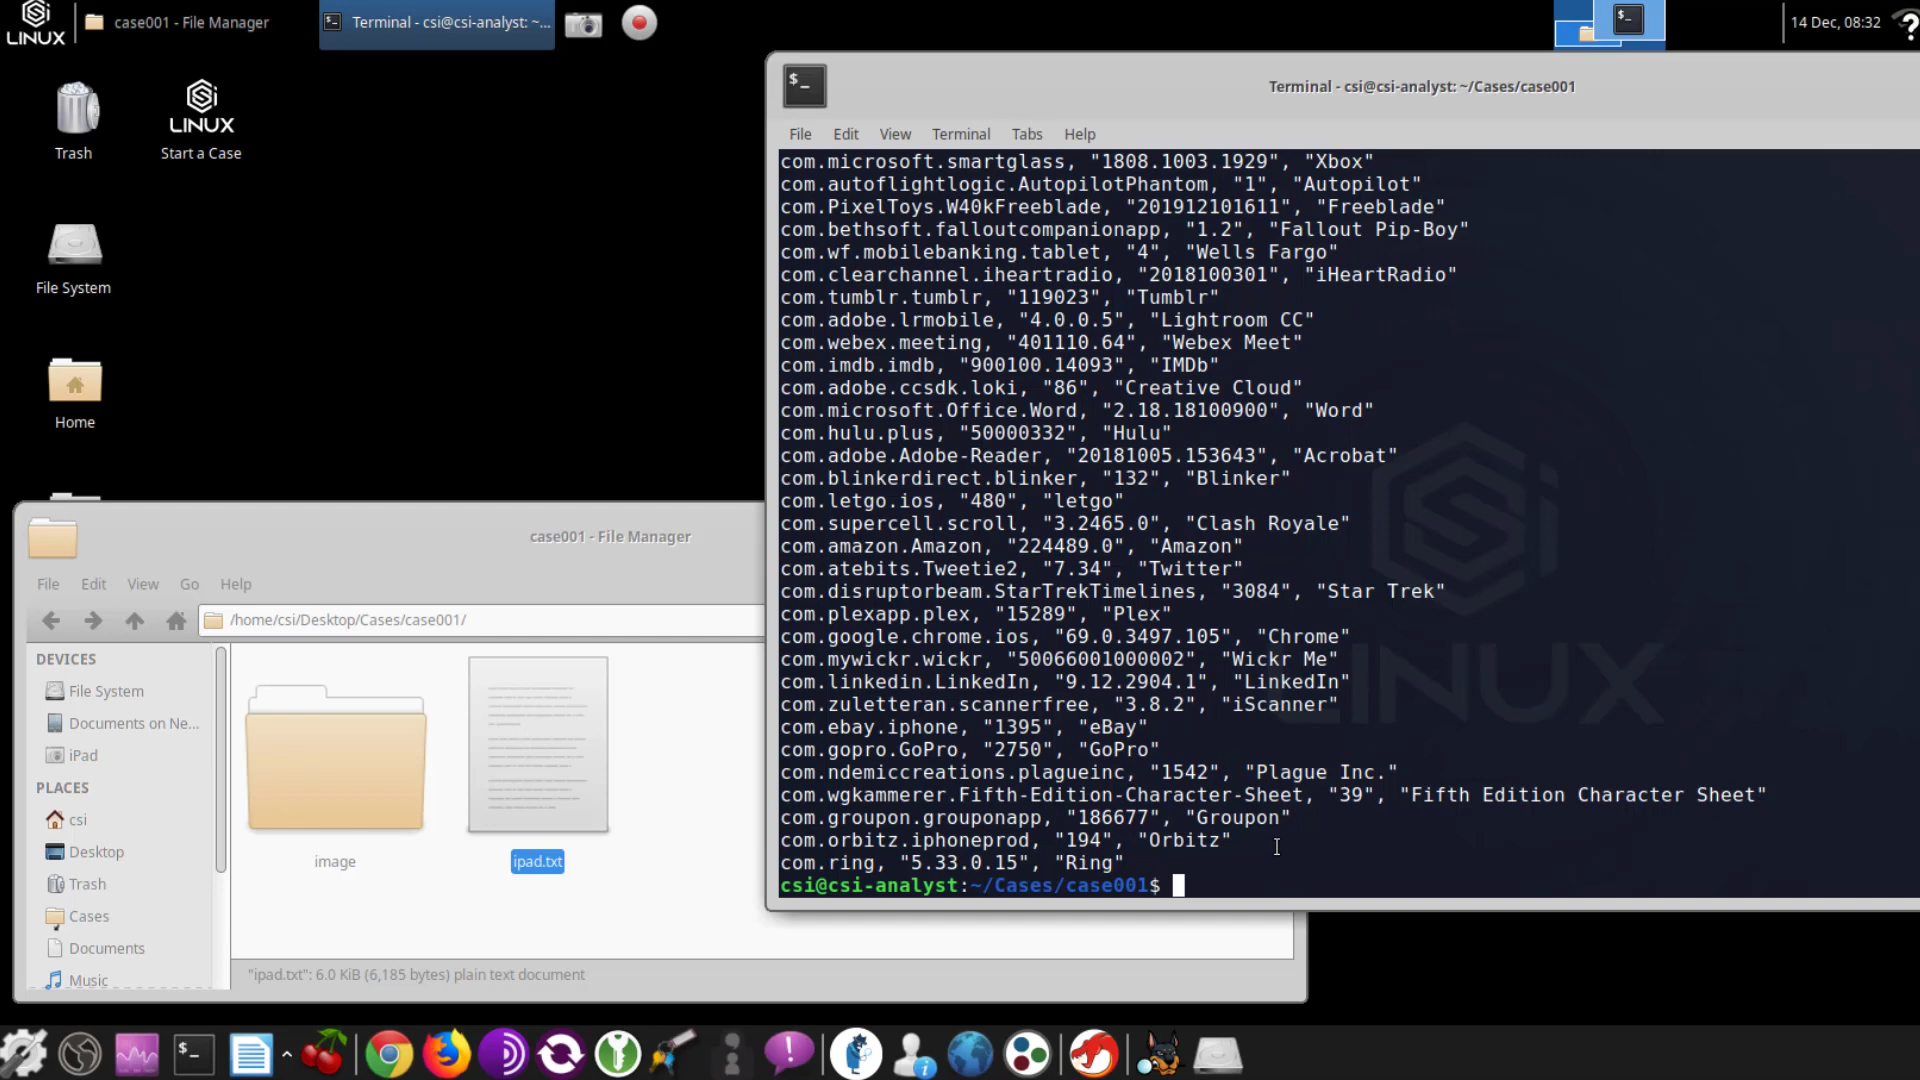 LINUX
case001 - File Manager
Terminal - csi@csi-analyst: ~...
14 Dec, 08:32
Trash
LINUX
Start a Case
File System
Home
Terminal - csi@csi-analyst: ~/Cases/case001
File Edit View Terminal Tabs Help
com.microsoft.smartglass, "1808.1003.1929", "Xbox"
com.autoflightlogic.AutopilotPhantom, "1", "Autopilot"
com.PixelToys.W40kFreeblade, "201912101611", "Freeblade"
com.bethsoft.falloutcompanionapp, "1.2", "Fallout Pip-Boy"
com.wf.mobilebanking.tablet, "4", "Wells Fargo"
com.clearchannel.iheartradio, "2018100301", "iHeartRadio"
com.tumblr.tumblr, "119023", "Tumblr"
com.adobe.lrmobile, "4.0.0.5", "Lightroom CC"
com.webex.meeting, "401110.64", "Webex Meet"
com.imdb.imdb, "900100.14093", "IMDb"
com.adobe.ccsdk.loki, "86", "Creative Cloud"
com.microsoft.Office.Word, "2.18.18100900", "Word"
com.hulu.plus, "50000332", "Hulu"
com.adobe.Adobe-Reader, "20181005.153643", "Acrobat"
com.blinkerdirect.blinker, "132", "Blinker"
com.letgo.ios, "480", "letgo"
com.supercell.scroll, "3.2465.0", "Clash Royale"
com.amazon.Amazon, "224489.0", "Amazon"
com.atebits.Tweetie2, "7.34", "Twitter"
com.disruptorbeam.StarTrekTimelines, "3084", "Star Trek"
com.plexapp.plex, "15289", "Plex"
com.google.chrome.ios, "69.0.3497.105", "Chrome"
com.mywickr.wickr, "50066001000002", "Wickr Me"
com.linkedin.LinkedIn, "9.12.2904.1", "LinkedIn"
com.zuletteran.scannerfree, "3.8.2", "iScanner"
com.ebay.iphone, "1395", "eBay"
com.gopro.GoPro, "2750", "GoPro"
com.ndemiccreations.plagueinc, "1542", "Plague Inc."
com.wgkammerer.Fifth-Edition-Character-Sheet, "39", "Fifth Edition Character Sheet"
com.groupon.grouponapp, "186677", "Groupon"
com.orbitz.iphoneprod, "194", "Orbitz"
com.ring, "5.33.0.15", "Ring"
csi@csi-analyst:~/Cases/case001$
LINUX
case001 - File Manager
File Edit View Go Help
/home/csi/Desktop/Cases/case001/
DEVICES
File System
Documents on Ne...
iPad
PLACES
csi
Desktop
Trash
Cases
Documents
Music
image
ipad.txt
"ipad.txt": 6.0 KiB (6,185 bytes) plain text document